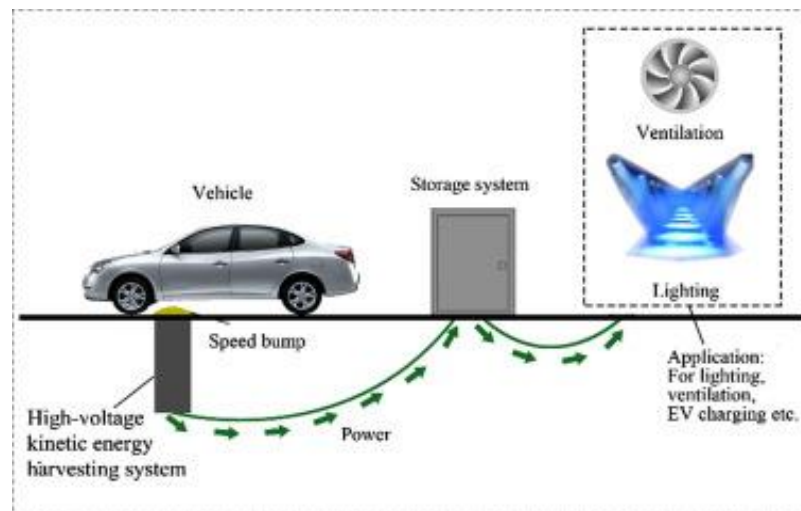 Ventilation
Vehicle
Storage system
Lighting
Speed bump
Application:
For lighting,
ventilation,
EV charging etc.
High-voltage
kinetic energy
harvesting system
Power